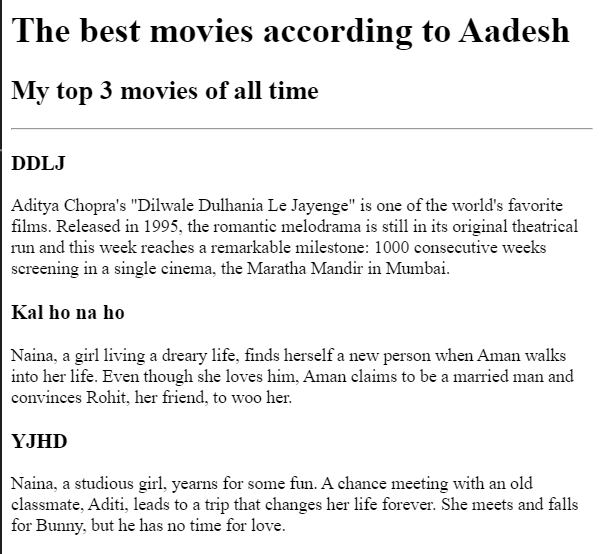 The best movies according to Aadesh
My top 3 movies of all time
DDLJ
Aditya Chopra's "Dilwale Dulhania Le Jayenge" is one of the world's favorite
films. Released in 1995, the romantic melodrama is still in its original theatrical
run and this week reaches a remarkable milestone: 1000 consecutive weeks
screening in a single cinema, the Maratha Mandir in Mumbai.
Kal ho na ho
Naina, a girl living a dreary life, finds herself a new person when Aman walks
into her life. Even though she loves him, Aman claims to be a married man and
convinces Rohit, her friend, to woo her.
YJHD
Naina, a studious girl, yearns for some fun. A chance meeting with an old
classmate, Aditi, leads to a trip that changes her life forever. She meets and falls
for Bunny, but he has no time for love.